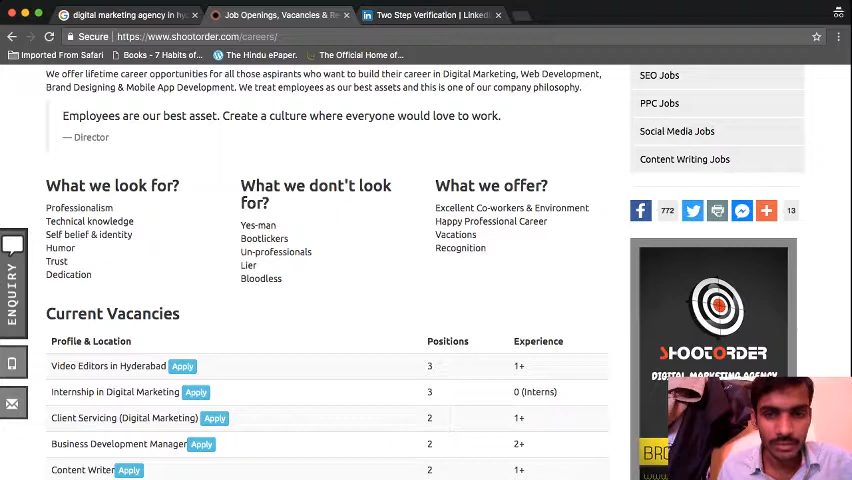 digital marketing agency in hy
Job Openings, Vacancies & Re
Two Step Verification | LinkedI
Secure
https://www.shootorder.com/careers/
Imported From Safari
Books - 7 Habits of...
The Hindu ePaper.
The Official Home of...
We offer lifetime career opportunities for all those aspirants who want to build their career in Digital Marketing, Web Development,
Brand Designing & Mobile App Development. We treat employees as our best assets and this is one of our company philosophy.
Employees are our best asset. Create a culture where everyone would love to work.
— Director
What we look for?
Professionalism
Technical knowledge
Self belief & identity
Humor
Trust
Dedication
What we dont't look
for?
Yes-man
Bootlickers
Un-professionals
Lier
Bloodless
What we offer?
Excellent Co-workers & Environment
Happy Professional Career
Vacations
Recognition
Current Vacancies
Profile & Location Positions Experience
Video Editors in Hyderabad Apply 3 1+
Internship in Digital Marketing Apply 3 0 (Interns)
Client Servicing (Digital Marketing) Apply 2 1+
Business Development Manager Apply 2 2+
Content Writer Apply 2 1+
SEO Jobs
PPC Jobs
Social Media Jobs
Content Writing Jobs
772
13
SHOOTORDER
DIGITAL MARKETING AGENCY
BRO
www.
ENQUIRY